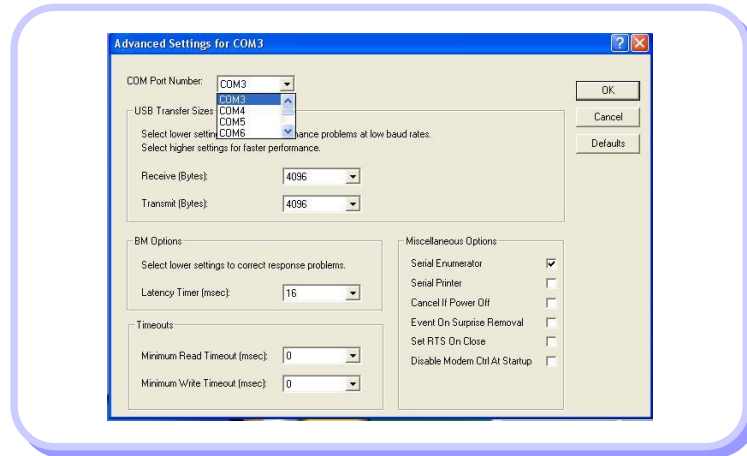 Advanced Settings for COM3
COM Port Number: COM3
COM3
COM4
COM5
COM6
OK
Cancel
Defaults
USB Transfer Sizes
Select lower settin mance problems at low baud rates.
Select higher settings for faster performance.
Receive (Bytes): 4096
Transmit (Bytes): 4096
BM Options
Select lower settings to correct response problems.
Latency Timer (msec): 16
Timeouts
Minimum Read Timeout (msec): 0
Minimum Write Timeout (msec): 0
Miscellaneous Options
Serial Enumerator
Serial Printer
Cancel If Power Off
Event On Surprise Removal
Set RTS On Close
Disable Modem Ctrl At Startup